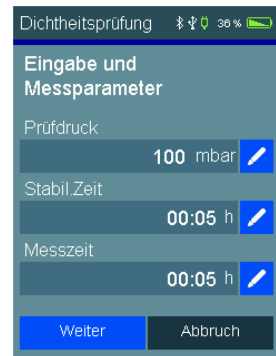 Dichtheitsprüfung 36 %
Eingabe und
Messparameter
Prüfdruck
100 mbar
Stabil.Zeit
00:05 h
Messzeit
00:05 h
Weiter Abbruch